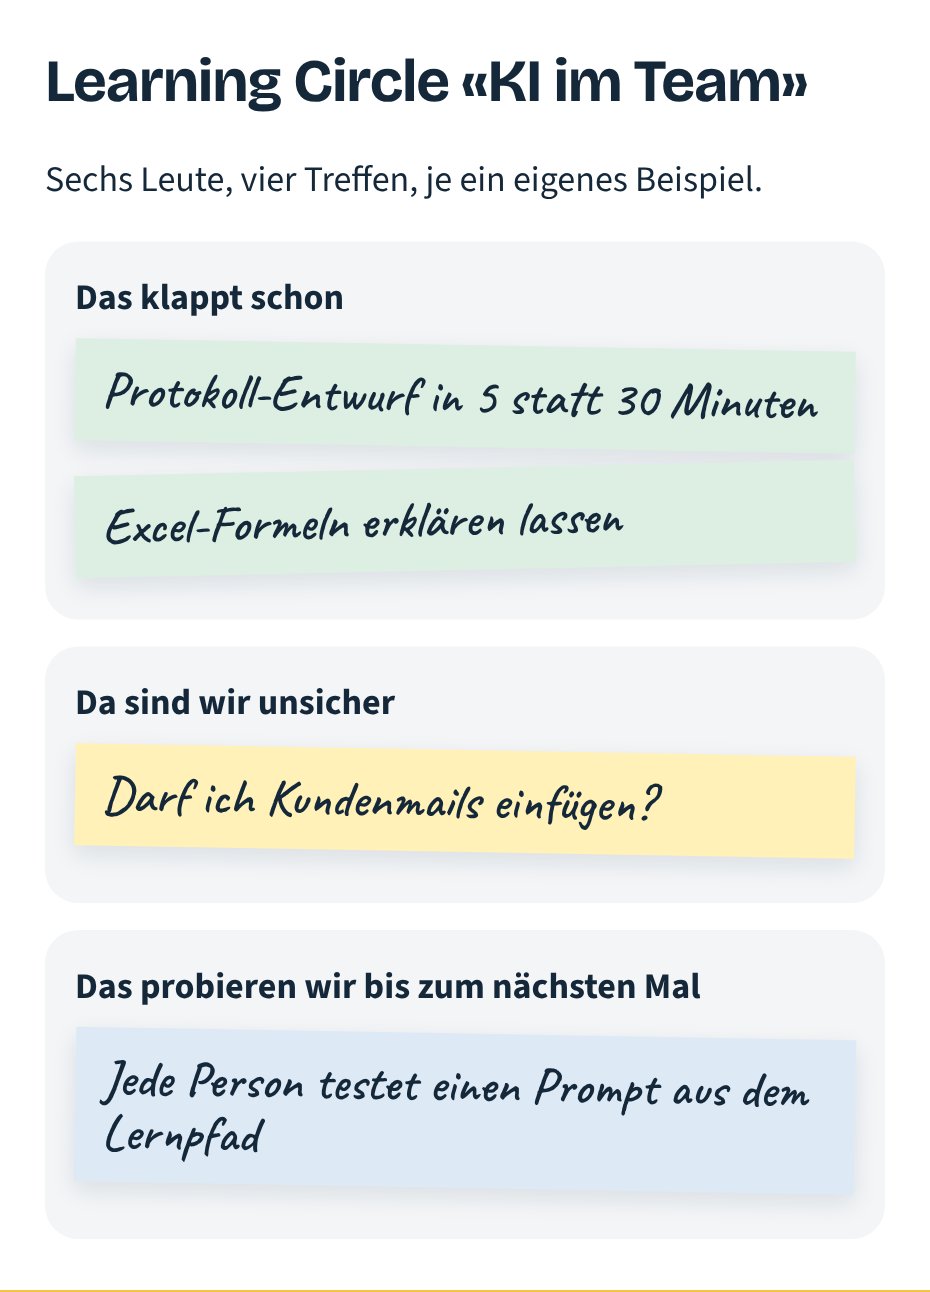 Learning Circle «KI im Team»
Sechs Leute, vier Treffen, je ein eigenes Beispiel.
Das klappt schon
Protokoll-Entwurf in 5 statt 30 Minuten
Excel-Formeln erklären lassen
Da sind wir unsicher
Darf ich Kundenmails einfügen?
Das probieren wir bis zum nächsten Mal
Jede Person testet einen Prompt aus dem
Lernpfad